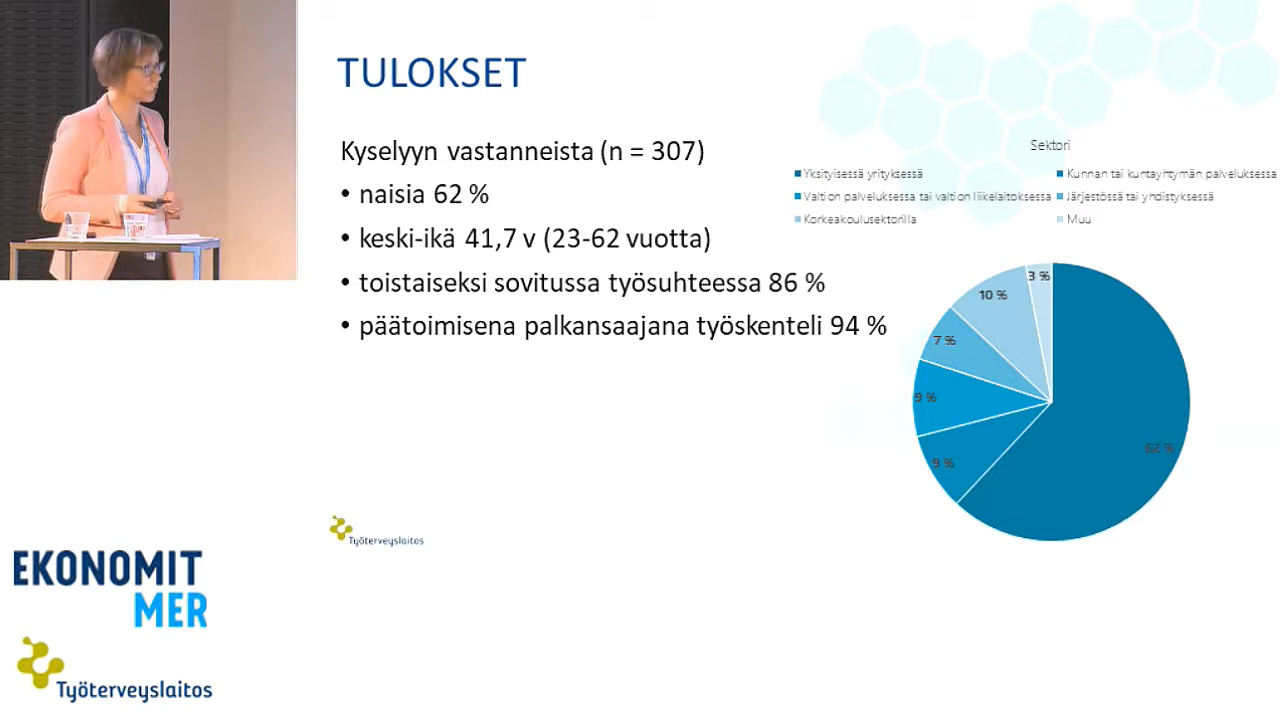 TULOKSET
Kyselyyn vastanneista (n = 307)
• naisia 62 %
• keski-ikä 41,7 v (23-62 vuotta)
• toistaiseksi sovitussa työsuhteessa 86 %
• päätoimisena palkansaajana työskenteli 94 %
Sektori
Yksityisessä yrityksessä
Kunnan tai kuntayhtymän palveluksessa
Valtion palveluksessa tai valtion liikelaitoksessa
Järjestössä tai yhdistyksessä
Korkeakoulusektorilla
Muu
3 %
10 %
7 %
9 %
9 %
62 %
Työterveyslaitos
EKONOMIT
MER
Työterveyslaitos